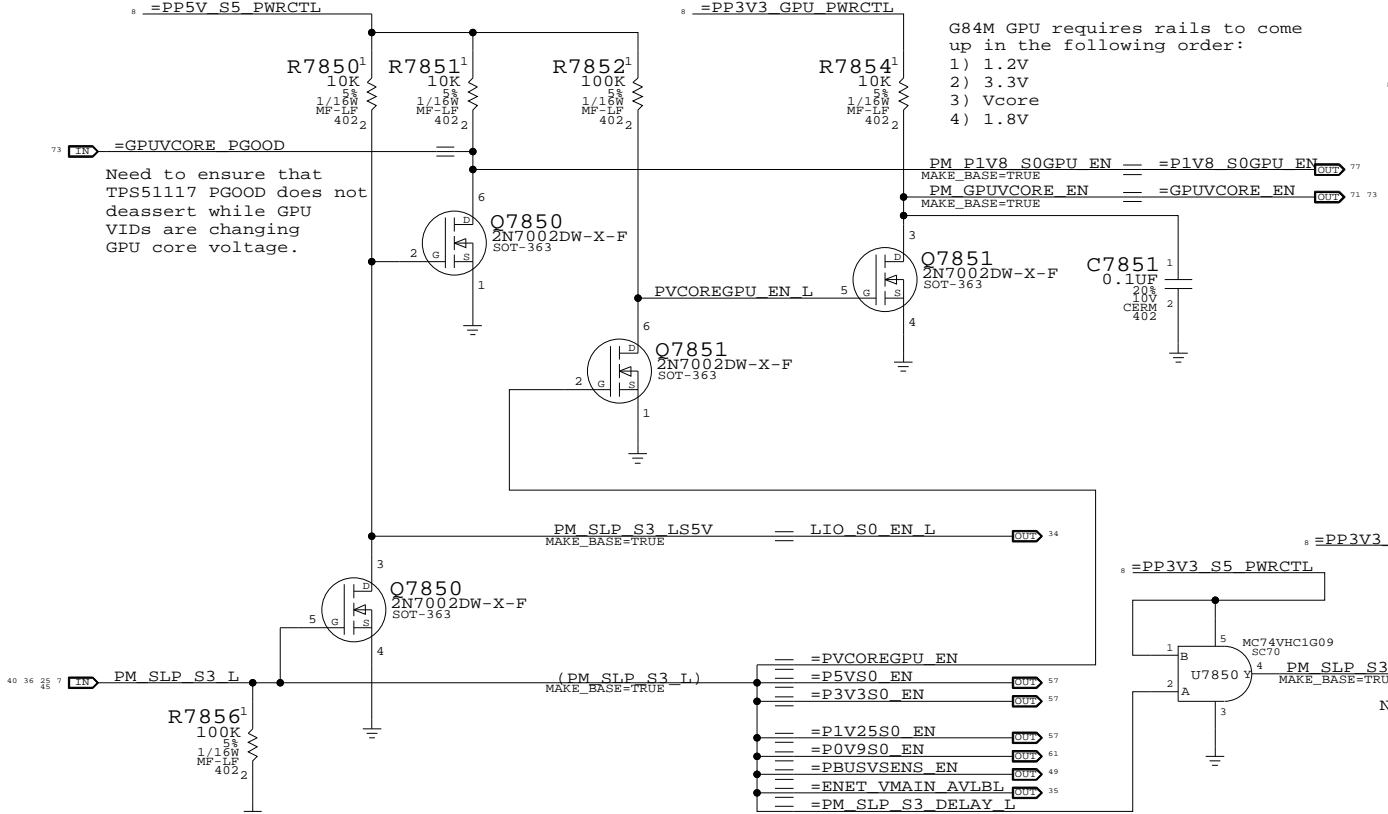 8 =PP5V_S5_PWRCTL
8 =PP3V3_GPU_PWRCTL
G84M GPU requires rails to come
up in the following order:
1) 1.2V
2) 3.3V
3) Vcore
4) 1.8V
R7850 1
10K
5%
1/16W
MF-LF
402 2
R7851 1
10K
5%
1/16W
MF-LF
402 2
R7852 1
100K
5%
1/16W
MF-LF
402 2
R7854 1
10K
5%
1/16W
MF-LF
402 2
73 IN =GPUVCORE_PGOOD
Need to ensure that
TPS51117 PGOOD does not
deassert while GPU
VIDs are changing
GPU core voltage.
PM_P1V8_S0GPU_EN =P1V8_S0GPU_EN OUT 77
MAKE_BASE=TRUE
PM_GPUVCORE_EN =GPUVCORE_EN OUT 71 73
MAKE_BASE=TRUE
6
D
Q7850
2N7002DW-X-F
SOT-363
2 G S
1
3
D
Q7851
2N7002DW-X-F
SOT-363
PVCOREGPU_EN_L 5 G S
4
C7851 1
0.1UF
20%
10V 2
CERM
402
6
D
Q7851
2N7002DW-X-F
SOT-363
2 G S
1
PM_SLP_S3_LS5V LIO_S0_EN_L OUT 34
MAKE_BASE=TRUE
8 =PP3V3_
8 =PP3V3_S5_PWRCTL
3
D
Q7850
2N7002DW-X-F
SOT-363
5 G S
4
40 36 25 7
45
IN PM_SLP_S3_L
(PM_SLP_S3_L)
MAKE_BASE=TRUE
R7856 1
100K
5%
1/16W
MF-LF
402 2
=PVCOREGPU_EN
=P5VS0_EN OUT 57
=P3V3S0_EN OUT 57
=P1V25S0_EN OUT 57
=P0V9S0_EN OUT 61
=PBUSVSENS_EN OUT 49
=ENET_VMAIN_AVLBL OUT 35
=PM_SLP_S3_DELAY_L
5 MC74VHC1G09
SC70
1 B
U7850 Y 4 PM_SLP_S3
MAKE_BASE=TRU
2 A
3
N